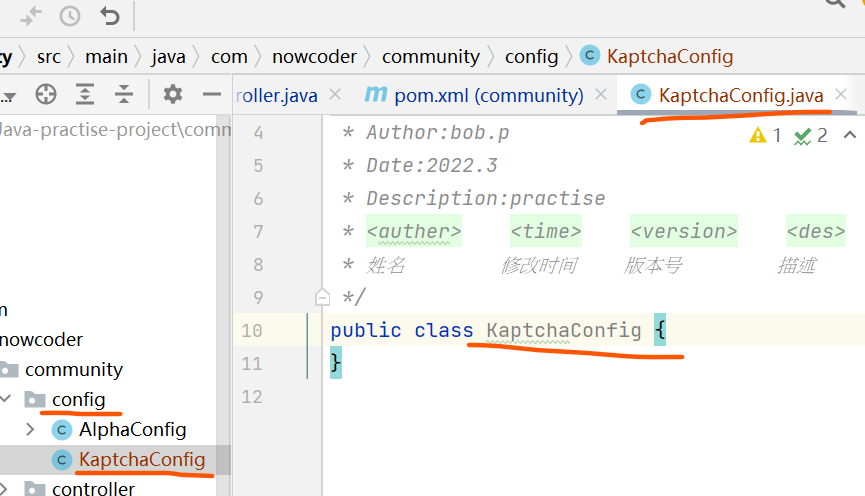 ty src main java com nowcoder community config KaptchaConfig
...
roller.java pom.xml (community) KaptchaConfig.java
Java-practise-project\comm
1 2
4 * Author:bob.p
5 * Date:2022.3
6 * Description:practise
7 * <auther> <time> <version> <des>
8 * 姓名 修改时间 版本号 描述
9 */
10 public class KaptchaConfig {
11 }
12
m
nowcoder
community
config
AlphaConfig
KaptchaConfig
controller